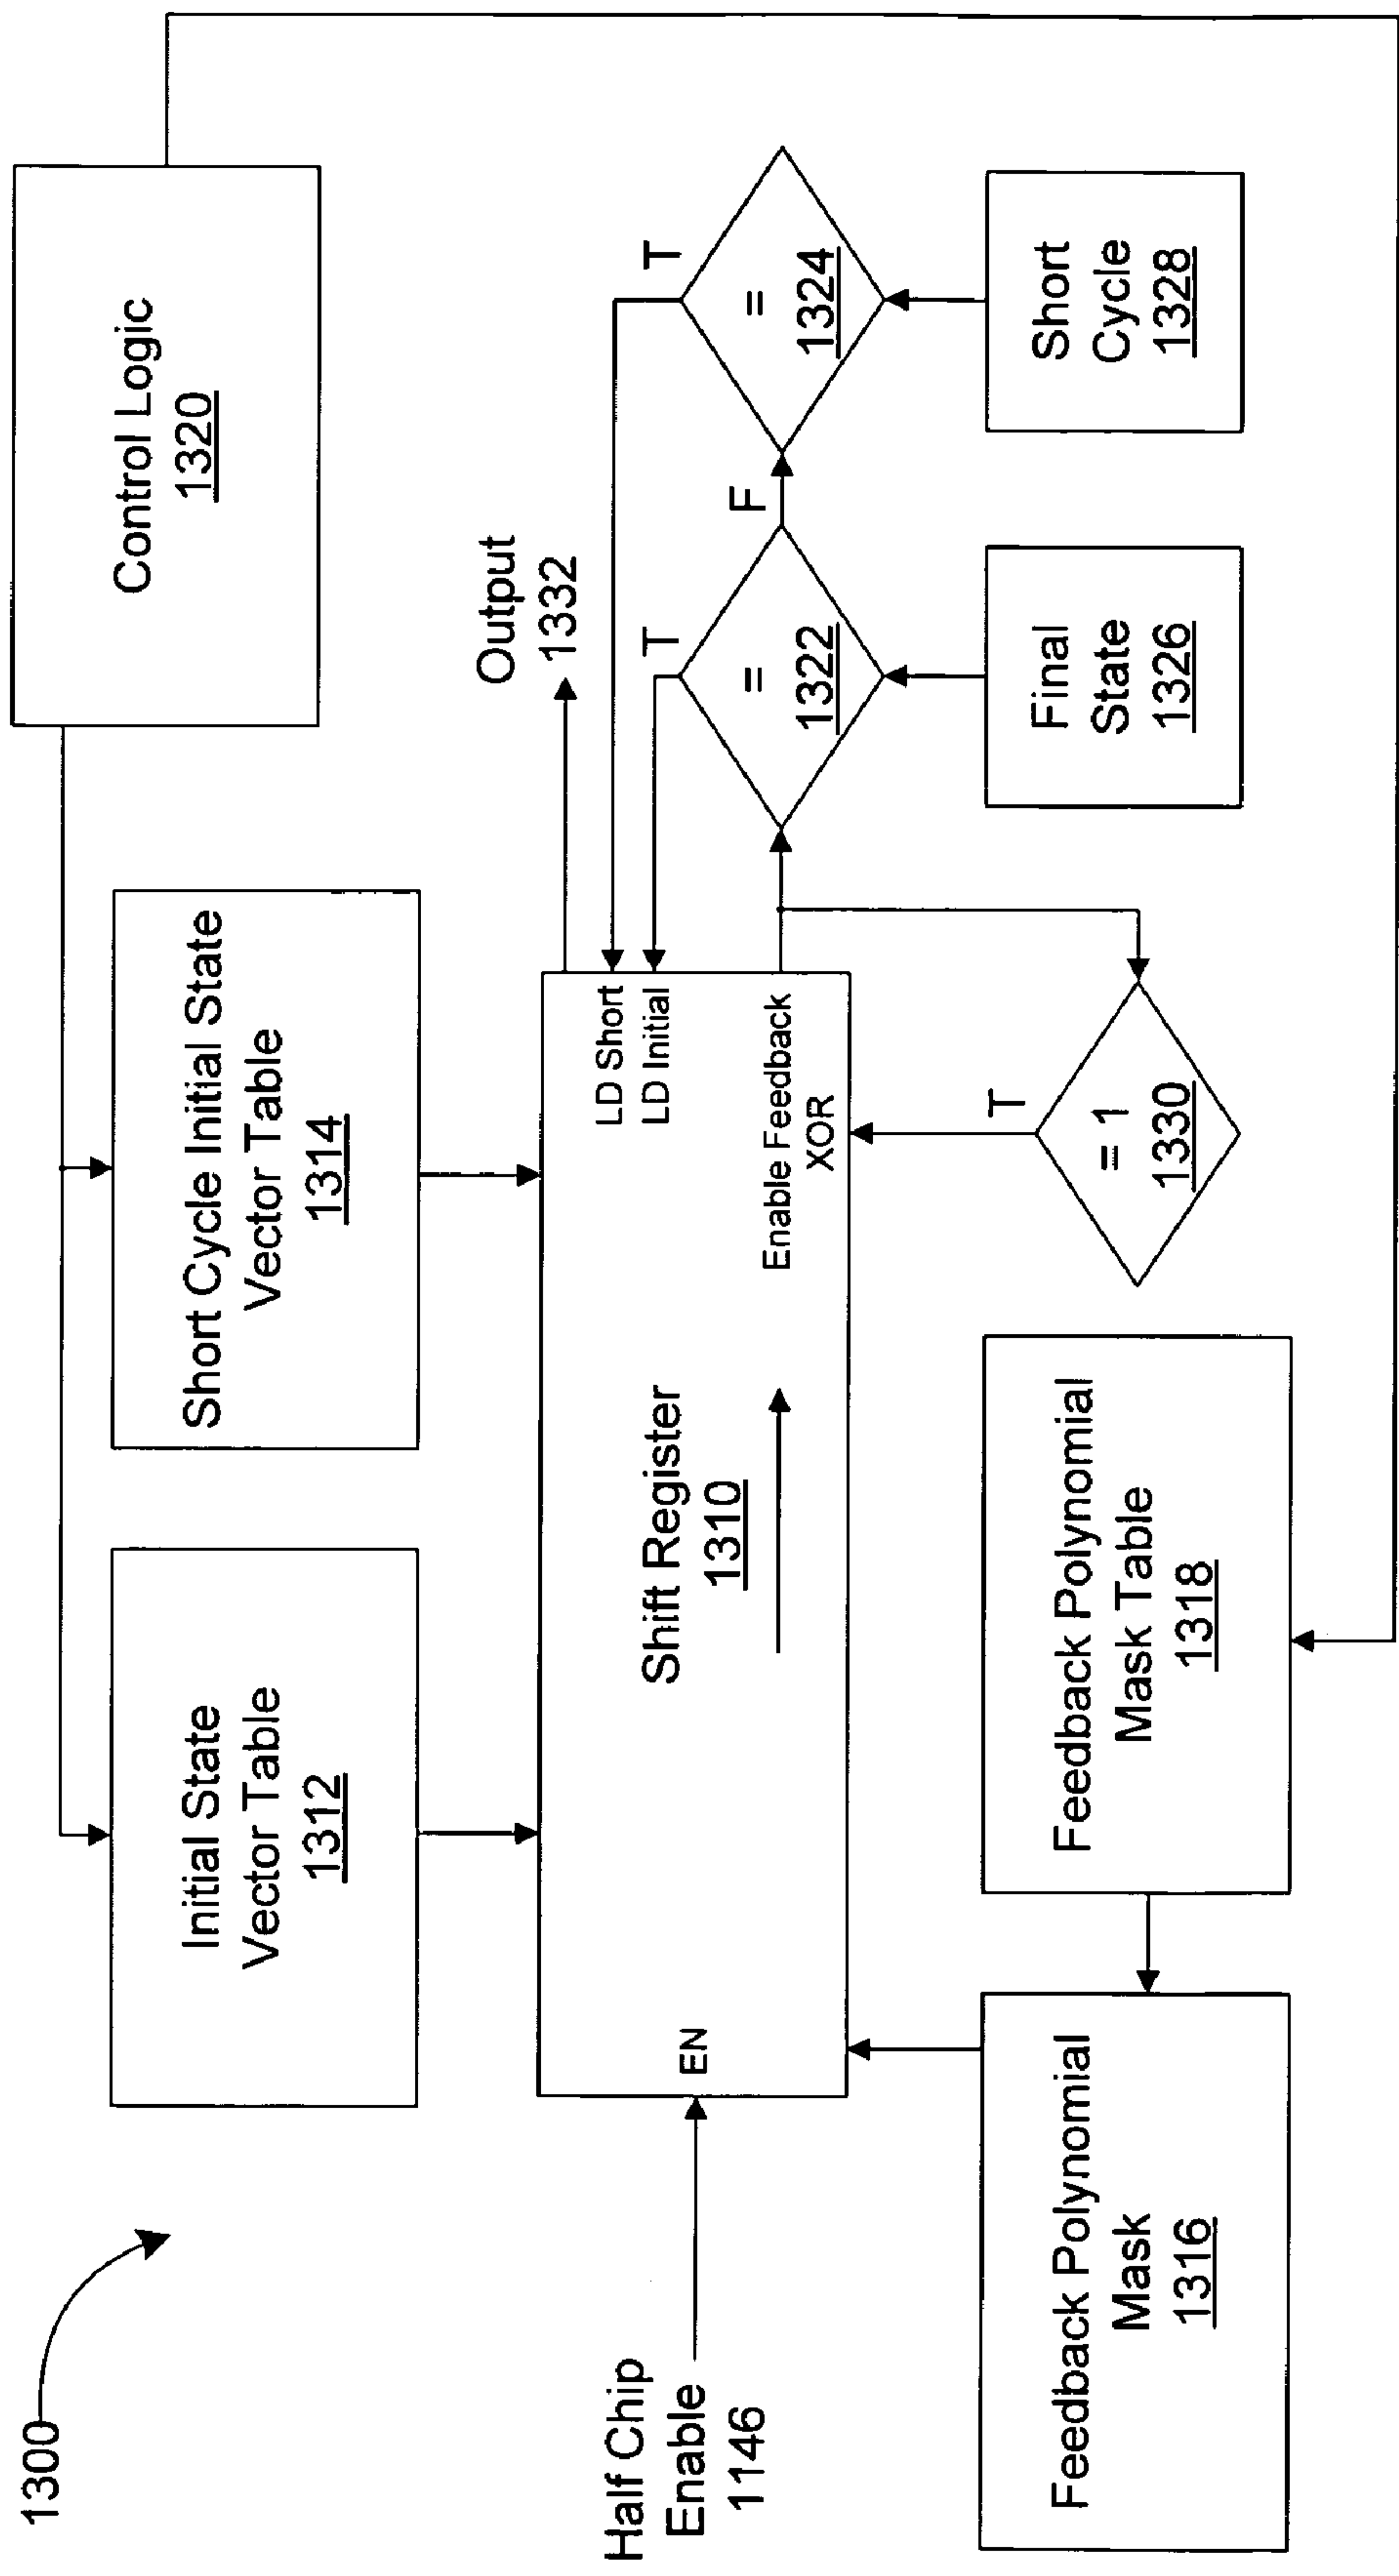 1300
Control Logic
1320
Initial State
Vector Table
1312
Short Cycle Initial State
Vector Table
1314
Output
1332
Half Chip
Enable
1146
EN
Shift Register
1310
LD Short
LD Initial
Enable Feedback
XOR
T
T
=
1322
F
=
1324
T
= 1
1330
Final
State
1326
Short
Cycle
1328
Feedback Polynomial
Mask
1316
Feedback Polynomial
Mask Table
1318